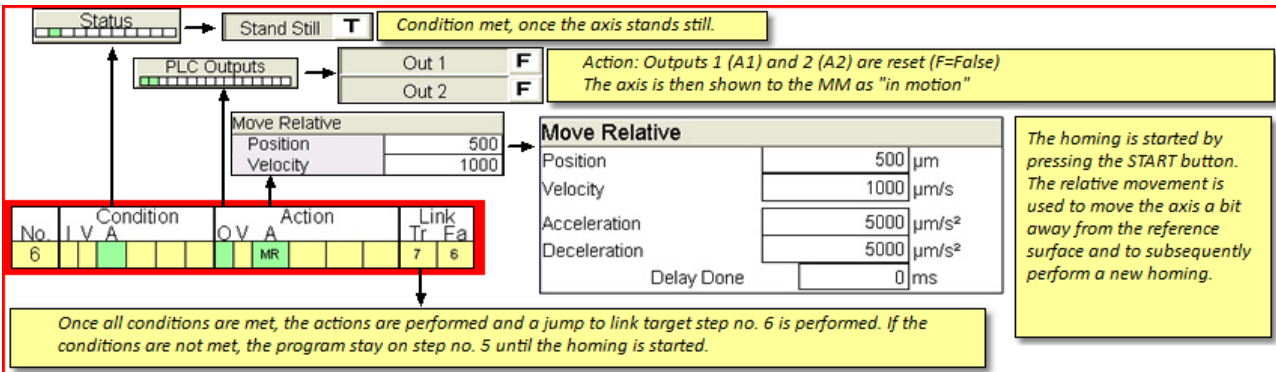 Status
Stand Still T
Condition met, once the axis stands still.
PLC Outputs
Out 1 F
Out 2 F
Action: Outputs 1 (A1) and 2 (A2) are reset (F=False)
The axis is then shown to the MM as "in motion"
Move Relative
Position 500
Velocity 1000
Move Relative
Position 500 µm
Velocity 1000 µm/s
Acceleration 5000 µm/s²
Deceleration 5000 µm/s²
Delay Done 0 ms
The homing is started by
pressing the START button.
The relative movement is
used to move the axis a bit
away from the reference
surface and to subsequently
perform a new homing.
Condition Action Link
No. I V A O V A Tr Fa
6 MR 7 6
Once all conditions are met, the actions are performed and a jump to link target step no. 6 is performed. If the
conditions are not met, the program stay on step no. 5 until the homing is started.